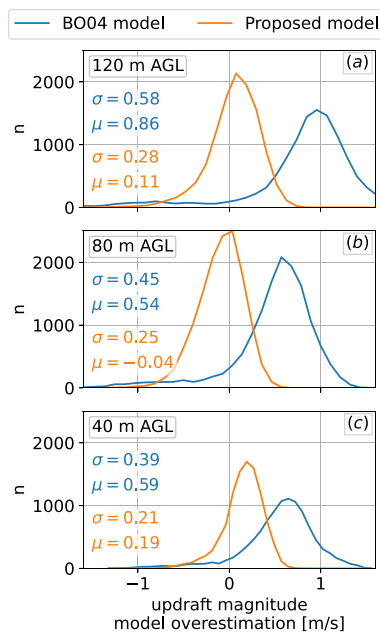 BO04 model Proposed model
120 m AGL (a)
2000
1000
0
n
σ = 0.58
μ = 0.86
σ = 0.28
μ = 0.11
80 m AGL (b)
2000
1000
0
n
σ = 0.45
μ = 0.54
σ = 0.25
μ = −0.04
40 m AGL (c)
2000
1000
0
n
σ = 0.39
μ = 0.59
σ = 0.21
μ = 0.19
−1 0 1
updraft magnitude
model overestimation [m/s]